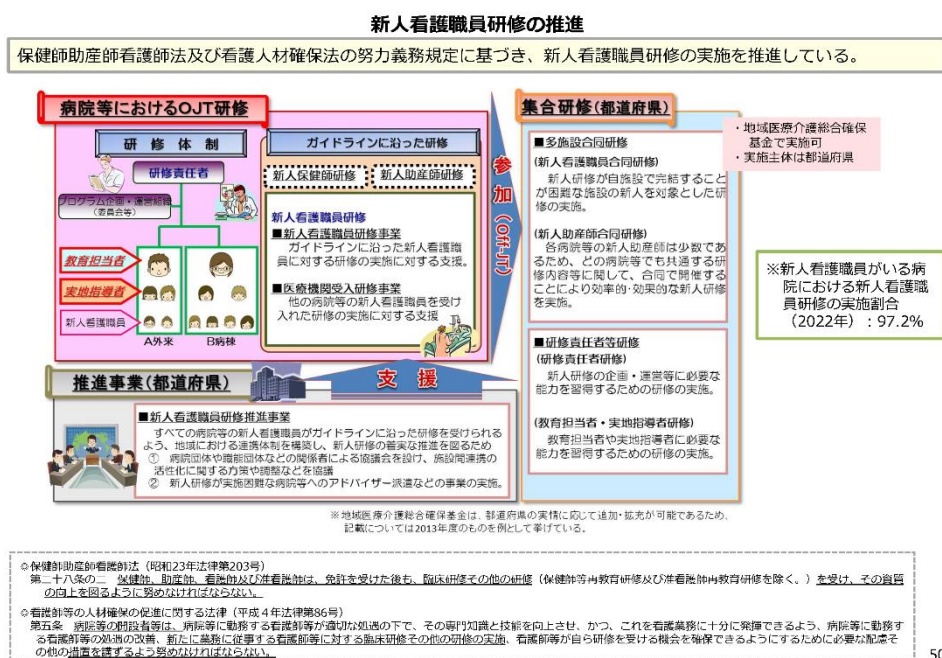 新人看護職員研修の推進
保健師助産師看護師法及び看護人材確保法の努力義務規定に基づき、新人看護職員研修の実施を推進している。
病院等におけるOJT研修
研修体制
研修責任者
プログラム企画・運営組織
(委員会等)
教育担当者
実地指導者
新人看護職員
A外来
B病棟
ガイドラインに沿った研修
新人保健師研修
新人助産師研修
新人看護職員研修
■新人看護職員研修事業
ガイドラインに沿った新人看護職
員に対する研修の実施に対する支援。
■医療機関受入研修事業
他の病院等の新人看護職員を受け
入れた研修の実施に対する支援
参加(Off-JT)
集合研修(都道府県)
・地域医療介護総合確保
基金で実施可
・実施主体は都道府県
■多施設合同研修
(新人看護職員合同研修)
新人研修が自施設で完結すること
が困難な施設の新人を対象とした研
修の実施。
(新人助産師合同研修)
各病院等の新人助産師は少数であ
るため、どの病院等でも共通する研
修内容等に関して、合同で開催する
ことにより効率的・効果的な新人研修
を実施。
■研修責任者等研修
(研修責任者研修)
新人研修の企画・運営等に必要な
能力を習得するための研修の実施。
(教育担当者・実地指導者研修)
教育担当者や実地指導者に必要な
能力を習得するための研修の実施。
※新人看護職員がいる病
院における新人看護職
員研修の実施割合
(2022年):97.2%
支援
推進事業(都道府県)
■新人看護職員研修推進事業
すべての病院等の新人看護職員がガイドラインに沿った研修を受けられる
よう、地域における連携体制を構築し、新人研修の着実な推進を図るため
① 病院団体や職能団体などの関係者による協議会を設け、施設間連携の
活性化に関する方策や調整などを協議
② 新人研修が実施困難な病院等へのアドバイザー派遣などの事業の実施。
※地域医療介護総合確保基金は、都道府県の実情に応じて追加・拡充が可能であるため、
記載については2013年度のものを例として挙げている。
○保健師助産師看護師法(昭和23年法律第203号)
第二十八条の二 保健師、助産師、看護師及び准看護師は、免許を受けた後も、臨床研修その他の研修(保健師等再教育研修及び准看護師再教育研修を除く。)を受け、その資質
の向上を図るように努めなければならない。
○看護師等の人材確保の促進に関する法律(平成4年法律第86号)
第五条 病院等の開設者等は、病院等に勤務する看護師等が適切な処遇の下で、その専門知識と技能を向上させ、かつ、これを看護業務に十分に発揮できるよう、病院等に勤務す
る看護師等の処遇の改善、新たに業務に従事する看護師等に対する臨床研修その他の研修の実施、看護師等が自ら研修を受ける機会を確保できるようにするために必要な配慮そ
の他の措置を講ずるよう努めなければならない。
50